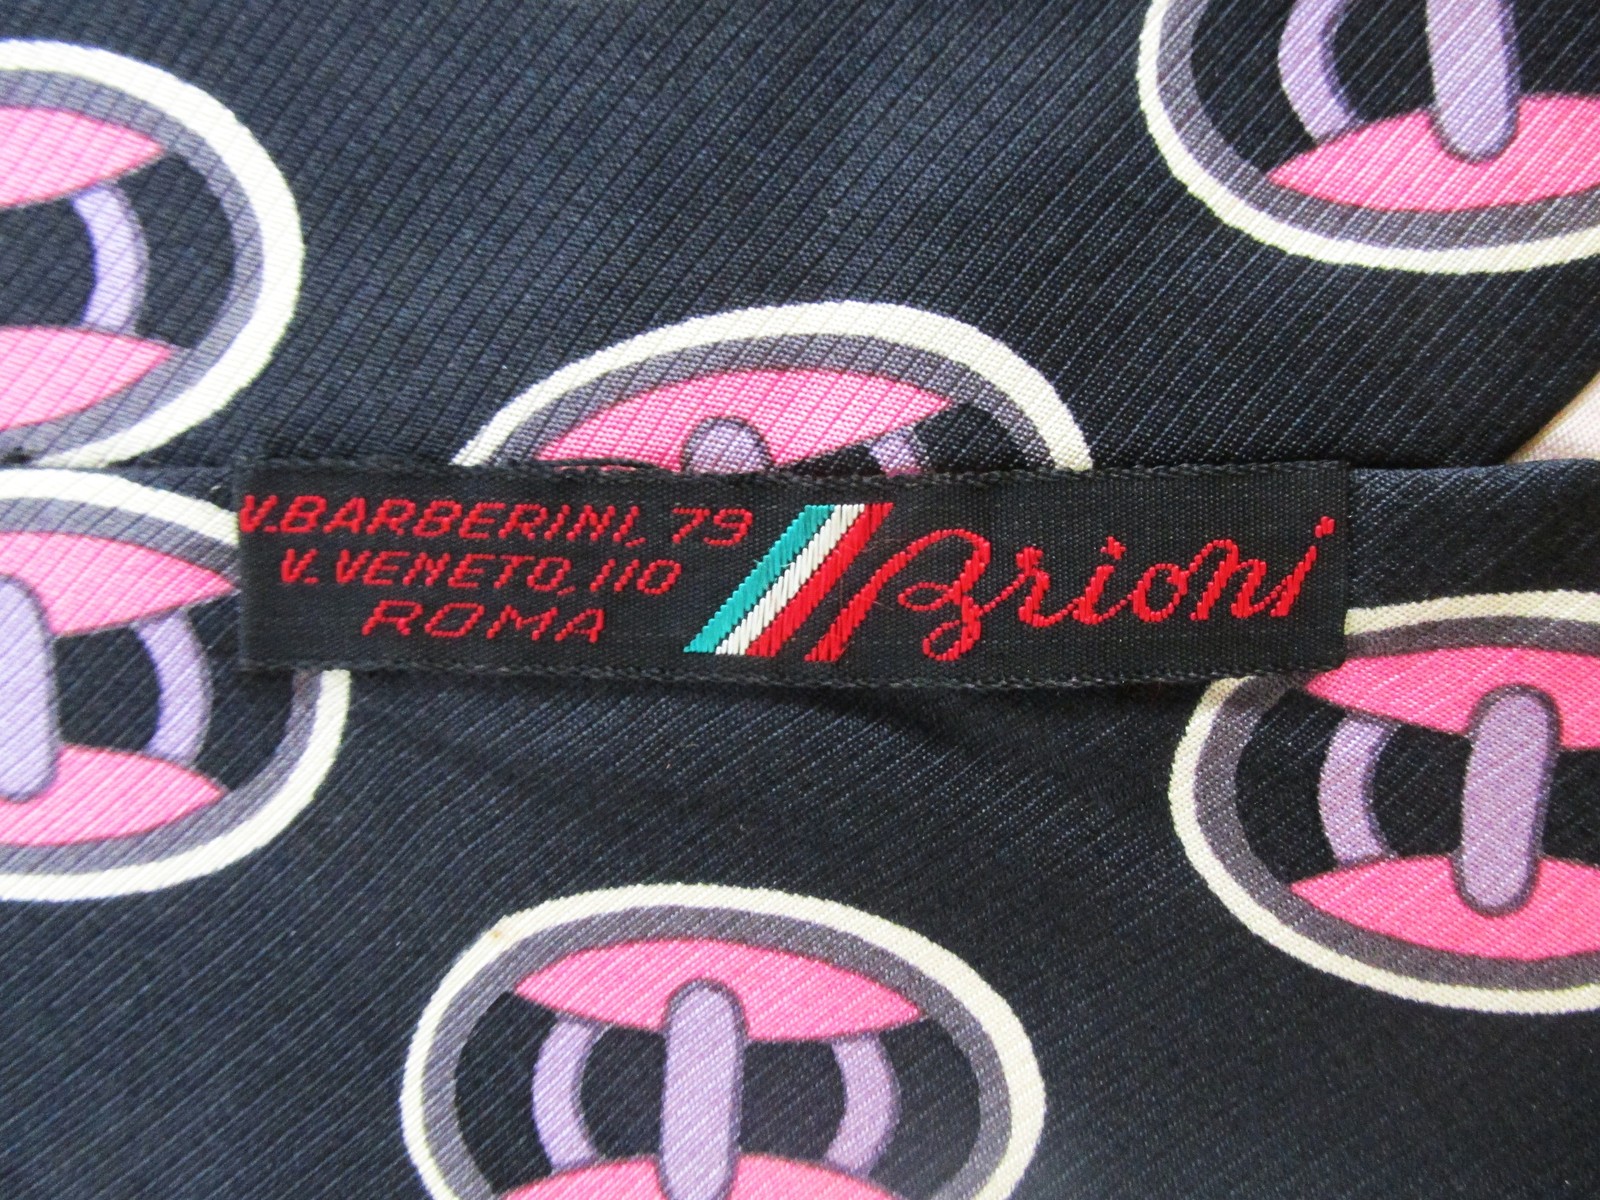 V. BARBERINI, 79
V. VENETO, 110
ROMA
Brioni